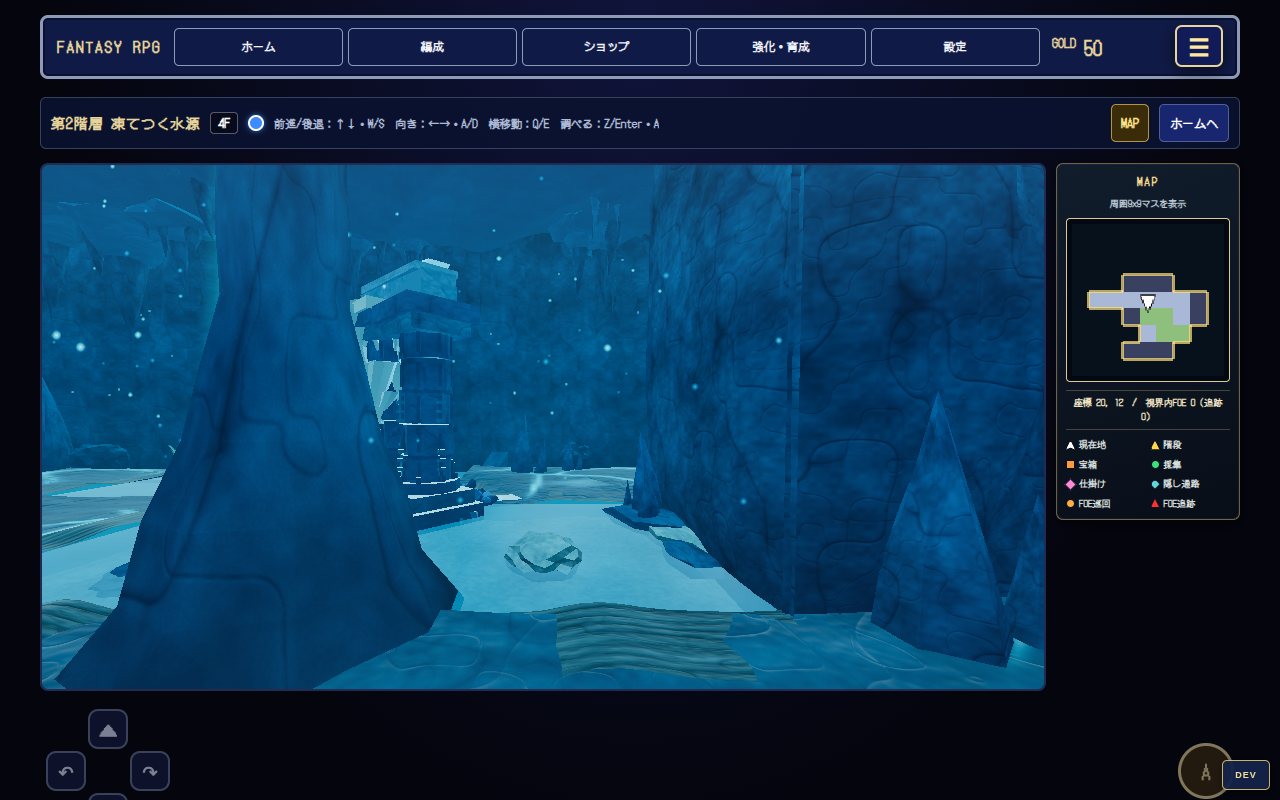 FANTASY RPG ホーム 編成 ショップ 強化・育成 設定 GOLD 50
第2階層 凍てつく水源 4F 前進/後退:↑↓・W/S 向き:←→・A/D 横移動:Q/E 調べる:Z/Enter・A MAP ホームへ
MAP
周囲9x9マスを表示
座標 20, 12 / 視界内FOE 0 (追跡
0)
現在地 階段
宝箱 採集
仕掛け 隠し通路
FOE巡回 FOE追跡
A DEV